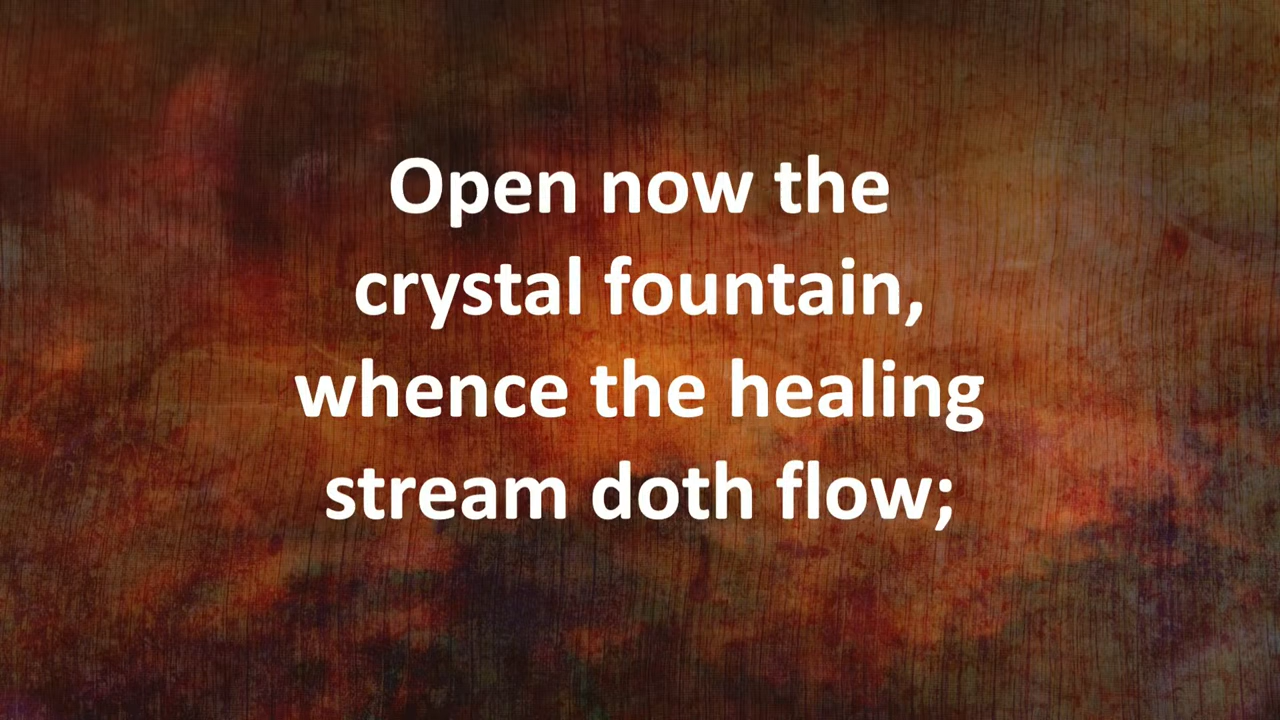 Open now the
crystal fountain,
whence the healing
stream doth flow;